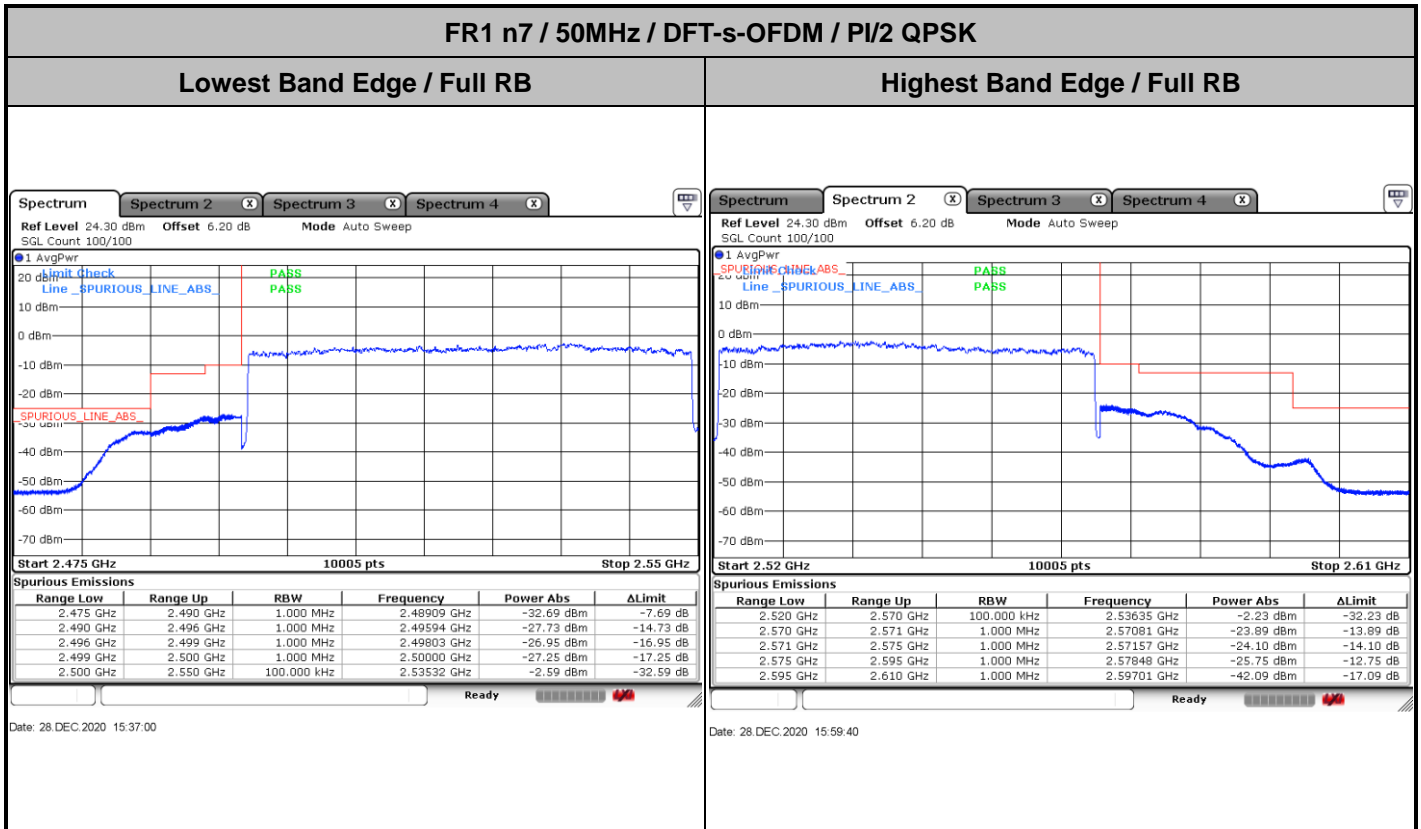 FR1 n7 / 50MHz / DFT-s-OFDM / PI/2 QPSK
Lowest Band Edge / Full RB
Highest Band Edge / Full RB
Spectrum Spectrum 2 X Spectrum 3 X Spectrum 4 X
Ref Level 24.30 dBm Offset 6.20 dB Mode Auto Sweep
SGL Count 100/100
1 AvgPwr
20 dBm Limit Check PASS
Line _SPURIOUS_LINE_ABS_ PASS
10 dBm
0 dBm
-10 dBm
-20 dBm
_SPURIOUS_LINE_ABS_
-30 dBm
-40 dBm
-50 dBm
-60 dBm
-70 dBm
Start 2.475 GHz 10005 pts Stop 2.55 GHz
Spurious Emissions
Range Low Range Up RBW Frequency Power Abs ΔLimit
2.475 GHz 2.490 GHz 1.000 MHz 2.48909 GHz -32.69 dBm -7.69 dB
2.490 GHz 2.496 GHz 1.000 MHz 2.49594 GHz -27.73 dBm -14.73 dB
2.496 GHz 2.499 GHz 1.000 MHz 2.49803 GHz -26.95 dBm -16.95 dB
2.499 GHz 2.500 GHz 1.000 MHz 2.50000 GHz -27.25 dBm -17.25 dB
2.500 GHz 2.550 GHz 100.000 kHz 2.53532 GHz -2.59 dBm -32.59 dB
Ready
Date: 28.DEC.2020 15:37:00
Spectrum Spectrum 2 X Spectrum 3 X Spectrum 4 X
Ref Level 24.30 dBm Offset 6.20 dB Mode Auto Sweep
SGL Count 100/100
1 AvgPwr
_SPURIOUS_LINE_ABS_
20 dBm Limit Check PASS
Line _SPURIOUS_LINE_ABS_ PASS
10 dBm
0 dBm
-10 dBm
-20 dBm
-30 dBm
-40 dBm
-50 dBm
-60 dBm
-70 dBm
Start 2.52 GHz 10005 pts Stop 2.61 GHz
Spurious Emissions
Range Low Range Up RBW Frequency Power Abs ΔLimit
2.520 GHz 2.570 GHz 100.000 kHz 2.53635 GHz -2.23 dBm -32.23 dB
2.570 GHz 2.571 GHz 1.000 MHz 2.57081 GHz -23.89 dBm -13.89 dB
2.571 GHz 2.575 GHz 1.000 MHz 2.57157 GHz -24.10 dBm -14.10 dB
2.575 GHz 2.595 GHz 1.000 MHz 2.57848 GHz -25.75 dBm -12.75 dB
2.595 GHz 2.610 GHz 1.000 MHz 2.59701 GHz -42.09 dBm -17.09 dB
Ready
Date: 28.DEC.2020 15:59:40